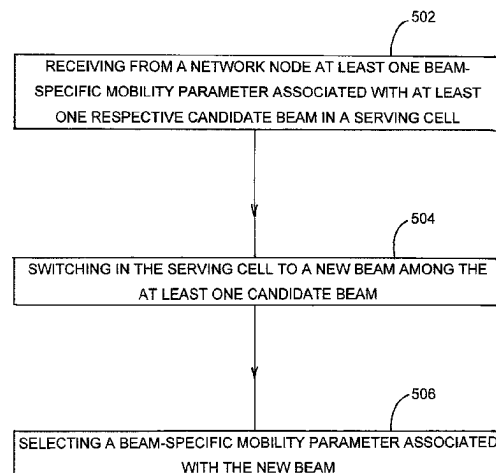 502
RECEIVING FROM A NETWORK NODE AT LEAST ONE BEAM-
SPECIFIC MOBILITY PARAMETER ASSOCIATED WITH AT LEAST
ONE RESPECTIVE CANDIDATE BEAM IN A SERVING CELL
504
SWITCHING IN THE SERVING CELL TO A NEW BEAM AMONG THE
AT LEAST ONE CANDIDATE BEAM
506
SELECTING A BEAM-SPECIFIC MOBILITY PARAMETER ASSOCIATED
WITH THE NEW BEAM